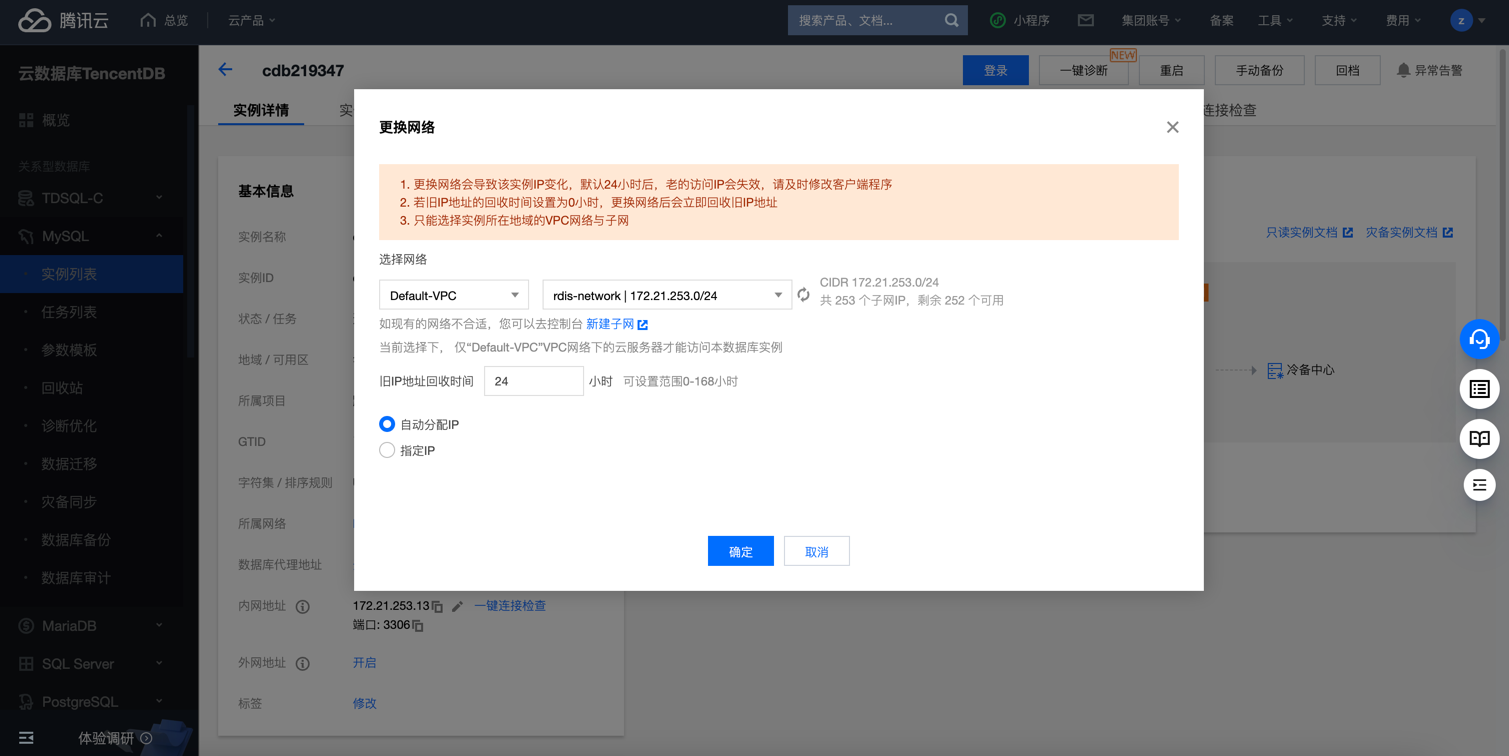 腾讯云
总览
云产品
搜索产品、文档...
小程序
集团账号
备案
工具
支持
费用
z
云数据库TencentDB
概览
关系型数据库
TDSQL-C
MySQL
实例列表
任务列表
参数模板
回收站
诊断优化
数据迁移
灾备同步
数据库备份
数据库审计
MariaDB
SQL Server
PostgreSQL
体验调研
cdb219347
登录
一键诊断
NEW
重启
手动备份
回档
异常告警
实例详情
实
连接检查
基本信息
实例名称
实例ID
状态 / 任务
地域 / 可用区
所属项目
GTID
字符集 / 排序规则
所属网络
数据库代理地址
内网地址
172.21.253.13
一键连接检查
端口: 3306
外网地址
开启
标签
修改
只读实例文档
灾备实例文档
冷备中心
更换网络
1. 更换网络会导致该实例IP变化，默认24小时后，老的访问IP会失效，请及时修改客户端程序
2. 若旧IP地址的回收时间设置为0小时，更换网络后会立即回收旧IP地址
3. 只能选择实例所在地域的VPC网络与子网
选择网络
Default-VPC
rdis-network | 172.21.253.0/24
CIDR 172.21.253.0/24
共 253 个子网IP，剩余 252 个可用
如现有的网络不合适，您可以去控制台 新建子网
当前选择下， 仅“Default-VPC”VPC网络下的云服务器才能访问本数据库实例
旧IP地址回收时间
24
小时
可设置范围0-168小时
自动分配IP
指定IP
确定
取消